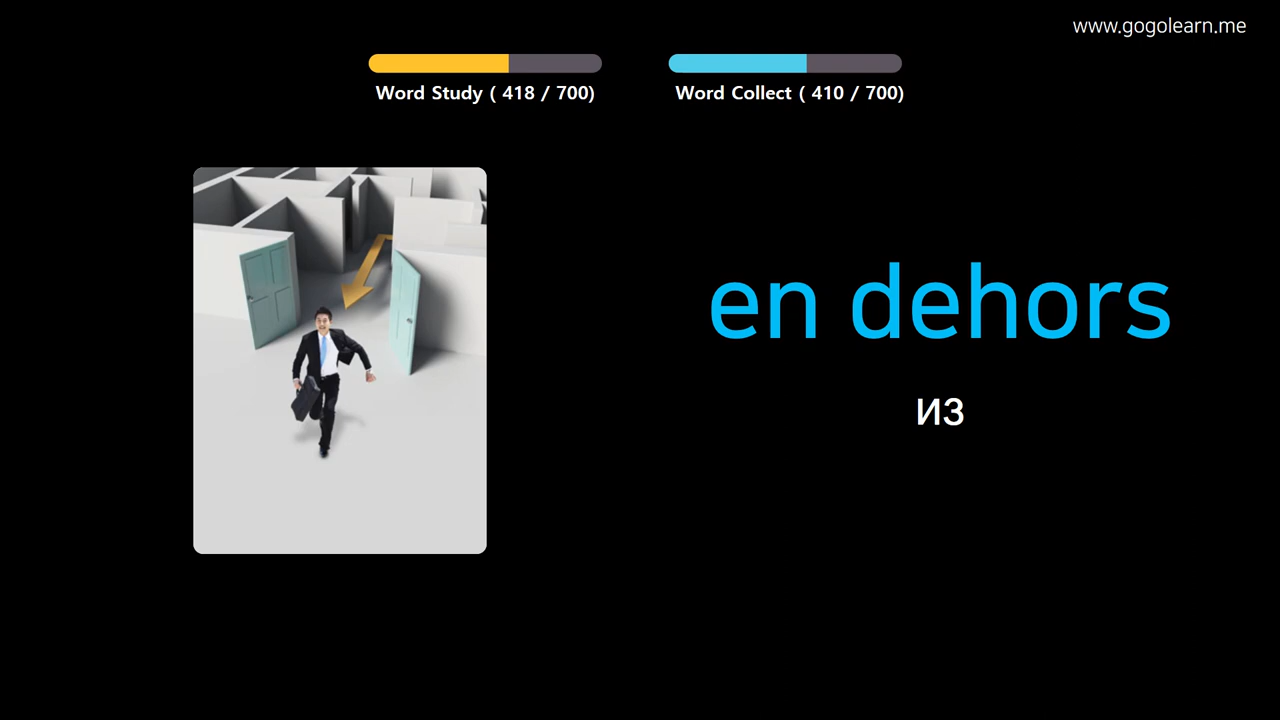 www.gogolearn.me
Word Study ( 418 / 700)
Word Collect ( 410 / 700)
en dehors
из